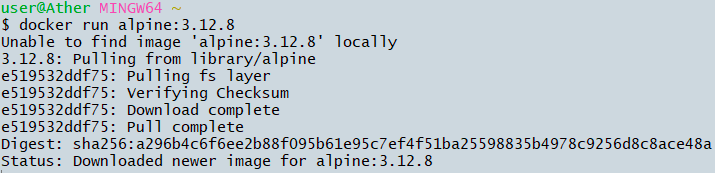 user@Ather MINGW64 ~
$ docker run alpine:3.12.8
Unable to find image 'alpine:3.12.8' locally
3.12.8: Pulling from library/alpine
e519532ddf75: Pulling fs layer
e519532ddf75: Verifying Checksum
e519532ddf75: Download complete
e519532ddf75: Pull complete
Digest: sha256:a296b4c6f6ee2b88f095b61e95c7ef4f51ba25598835b4978c9256d8c8ace48a
Status: Downloaded newer image for alpine:3.12.8